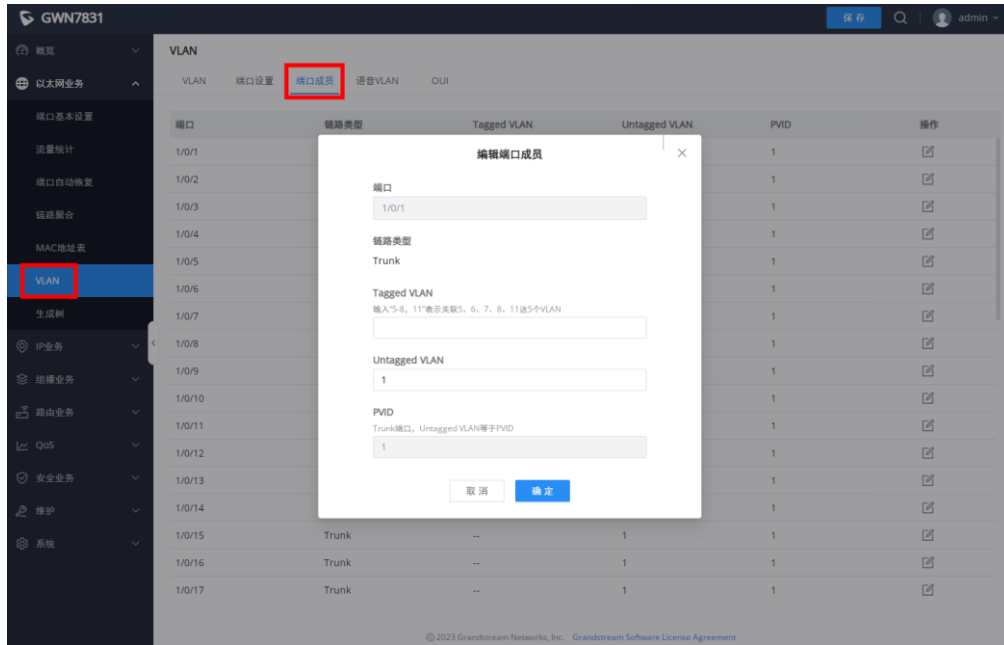 GWN7831
保存
admin
概览
以太网业务
端口基本设置
流量统计
端口自动恢复
链路聚合
MAC地址表
VLAN
生成树
IP业务
组播业务
路由业务
QoS
安全业务
维护
系统
VLAN
VLAN 端口设置 端口成员 语音VLAN OUI
端口 链路类型 Tagged VLAN Untagged VLAN PVID 操作
1/0/1 1
1/0/2 1
1/0/3 1
1/0/4 1
1/0/5 1
1/0/6 1
1/0/7 1
1/0/8 1
1/0/9 1
1/0/10 1
1/0/11 1
1/0/12 1
1/0/13 1
1/0/14 1
1/0/15 Trunk -- 1 1
1/0/16 Trunk -- 1 1
1/0/17 Trunk -- 1 1
编辑端口成员
端口
1/0/1
链路类型
Trunk
Tagged VLAN
输入"5-8，11"表示关联5、6、7、8、11这5个VLAN
Untagged VLAN
1
PVID
Trunk端口，Untagged VLAN等于PVID
1
取消 确定
©2023 Grandstream Networks, Inc. Grandstream Software License Agreement